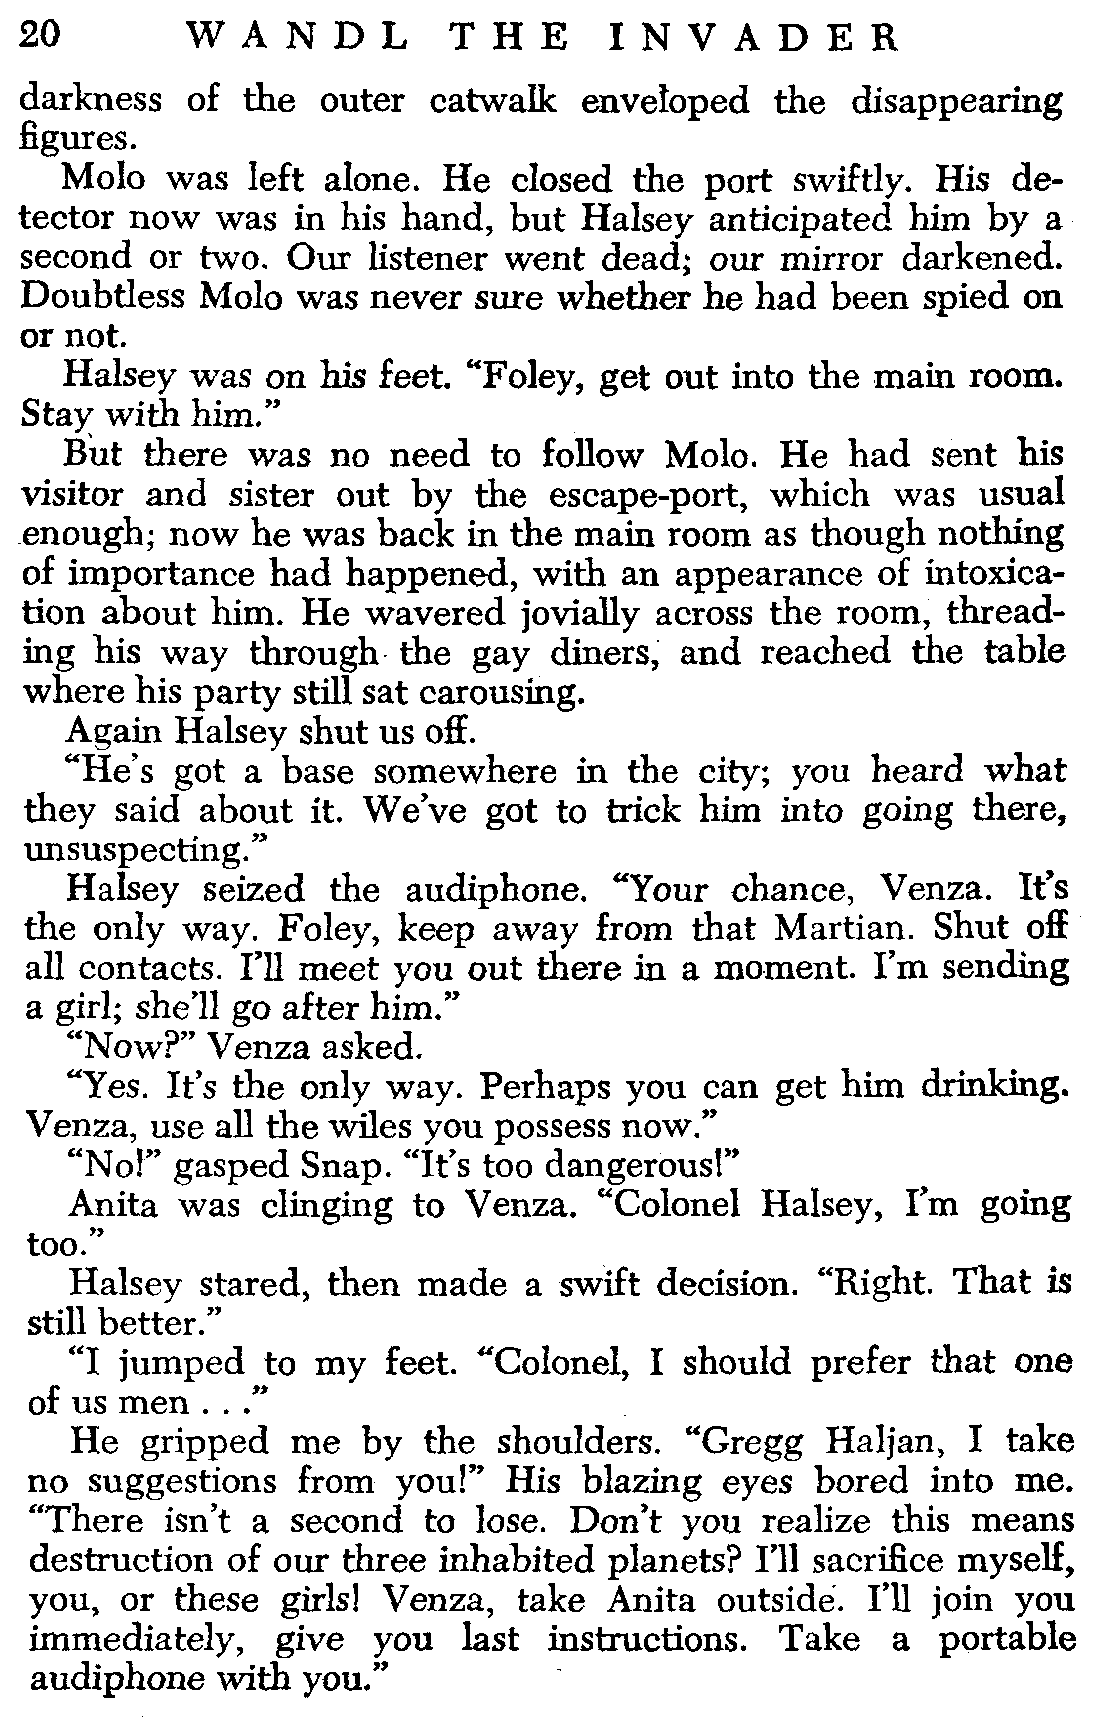 20 WANDL THE INVADER
darkness of the outer catwalk enveloped the disappearing
figures.
Molo was left alone. He closed the port swiftly. His de-
tector now was in his hand, but Halsey anticipated him by a
second or two. Our listener went dead; our mirror darkened.
Doubtless Molo was never sure whether he had been spied on
or not.
Halsey was on his feet. “Foley, get out into the main room.
Stay with him.”
But there was no need to follow Molo. He had sent his
visitor and sister out by the escape-port, which was usual
enough; now he was back in the main room as though nothing
of importance had happened, with an appearance of intoxica-
tion about him. He wavered jovially across the room, thread-
ing his way through the gay diners, and reached the table
where his party still sat carousing.
Again Halsey shut us off.
“He’s got a base somewhere in the city; you heard what
they said about it. We’ve got to trick him into going there,
unsuspecting.”
Halsey seized the audiphone. “Your chance, Venza. It’s
the only way. Foley, keep away from that Martian. Shut off
all contacts. I’ll meet you out there in a moment. I’m sending
a girl; she’ll go after him.”
“Now?” Venza asked.
“Yes. It’s the only way. Perhaps you can get him drinking.
Venza, use all the wiles you possess now.”
“No!” gasped Snap. “It’s too dangerous!”
Anita was clinging to Venza. “Colonel Halsey, I’m going
too.”
Halsey stared, then made a swift decision. “Right. That is
still better.”
“I jumped to my feet. “Colonel, I should prefer that one
of us men . . .”
He gripped me by the shoulders. “Gregg Haljan, I take
no suggestions from you!” His blazing eyes bored into me.
“There isn’t a second to lose. Don’t you realize this means
destruction of our three inhabited planets? I’ll sacrifice myself,
you, or these girls! Venza, take Anita outside. I’ll join you
immediately, give you last instructions. Take a portable
audiphone with you.”